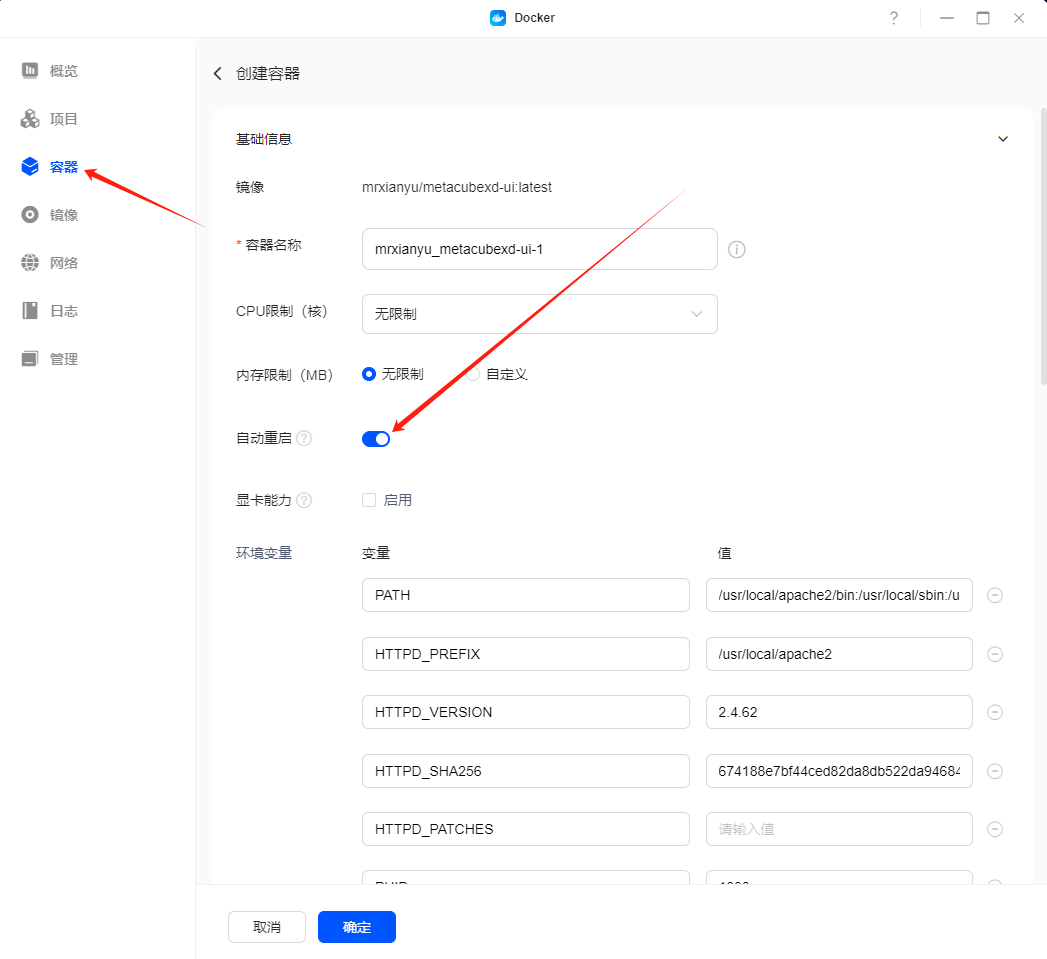 Docker
?
概览
项目
容器
镜像
网络
日志
管理
创建容器
基础信息
镜像 mrxianyu/metacubexd-ui:latest
* 容器名称 mrxianyu_metacubexd-ui-1
CPU限制（核） 无限制
内存限制（MB） 无限制 自定义
自动重启 ?
显卡能力 ? 启用
环境变量 变量 值
PATH /usr/local/apache2/bin:/usr/local/sbin:/u
HTTPD_PREFIX /usr/local/apache2
HTTPD_VERSION 2.4.62
HTTPD_SHA256 674188e7bf44ced82da8db522da94684
HTTPD_PATCHES 请输入值
取消 确定